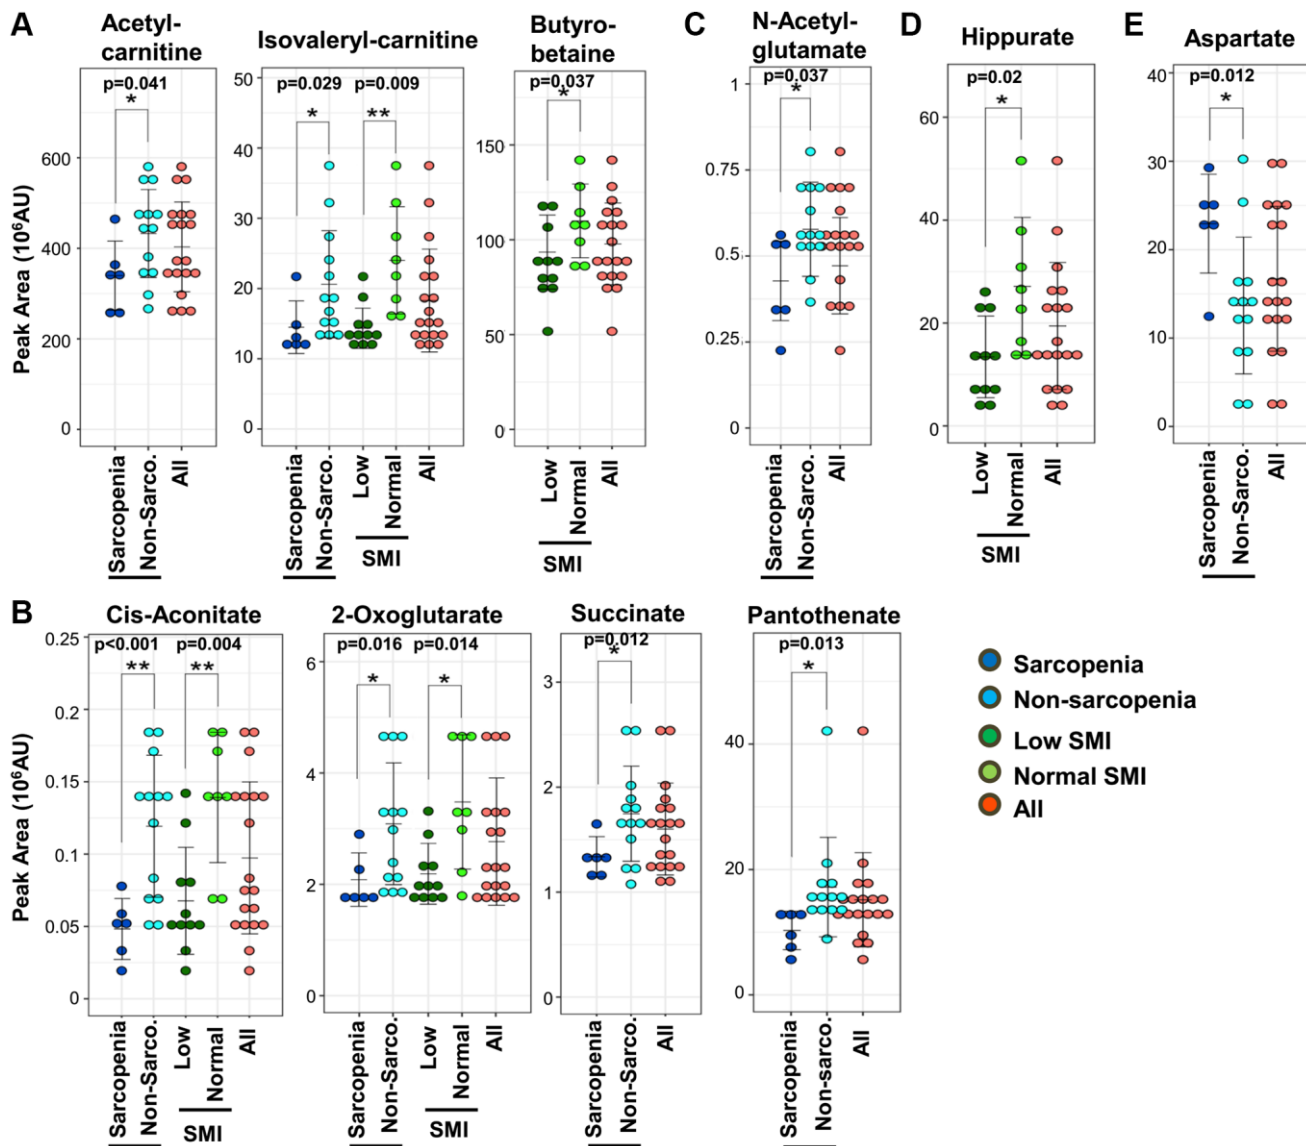 A
Acetyl-
carnitine
p=0.041
*
600
400
200
0
Peak Area (10⁶AU)
Sarcopenia
Non-Sarco.
All
Isovaleryl-carnitine
p=0.029
p=0.009
*
**
50
40
30
20
10
0
Sarcopenia
Non-Sarco.
Low
Normal
All
SMI
Butyro-
betaine
p=0.037
*
150
100
50
0
Low
Normal
All
SMI
C
N-Acetyl-
glutamate
p=0.037
*
1
0.75
0.5
0.25
0
Sarcopenia
Non-Sarco.
All
D
Hippurate
p=0.02
*
60
40
20
0
Low
Normal
All
SMI
E
Aspartate
p=0.012
*
40
30
20
10
0
Sarcopenia
Non-Sarco.
All
B
Cis-Aconitate
p<0.001
p=0.004
**
**
0.25
0.2
0.15
0.1
0.05
0
Peak Area (10⁶AU)
Sarcopenia
Non-Sarco.
Low
Normal
All
SMI
2-Oxoglutarate
p=0.016
p=0.014
*
*
6
4
2
0
Sarcopenia
Non-Sarco.
Low
Normal
All
SMI
Succinate
p=0.012
*
3
2
1
0
Sarcopenia
Non-Sarco.
All
Pantothenate
p=0.013
*
40
20
0
Sarcopenia
Non-sarco.
All
Sarcopenia
Non-sarcopenia
Low SMI
Normal SMI
All